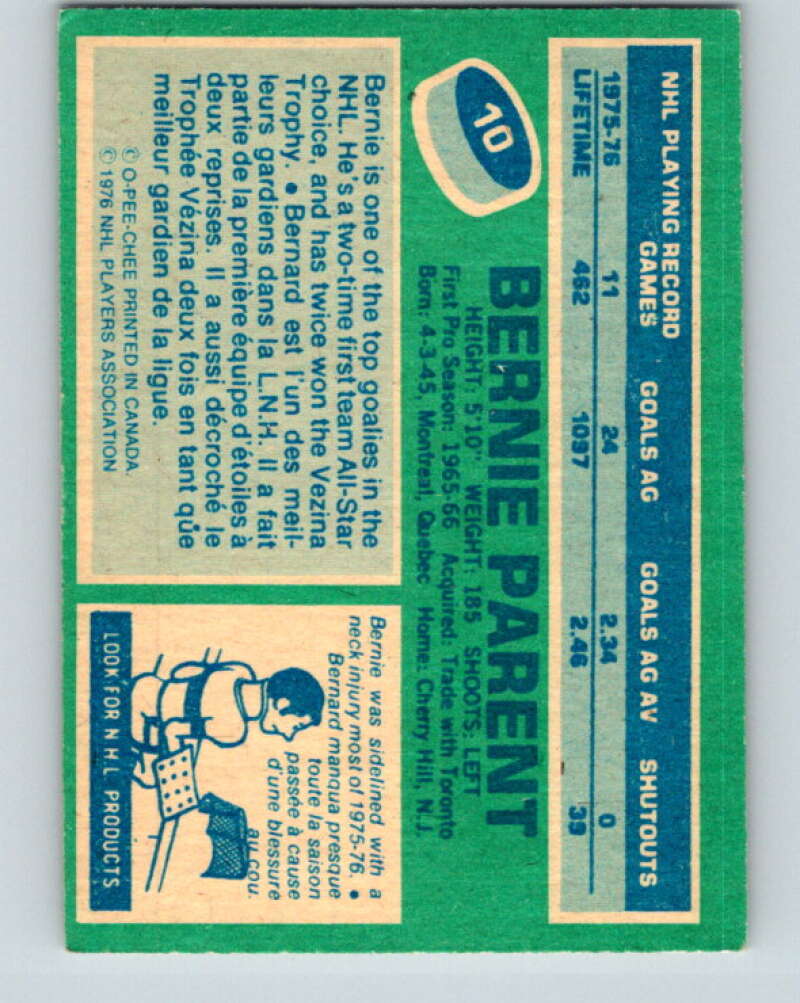 10
NHL PLAYING RECORD
GAMES GOALS AG GOALS AG AV SHUTOUTS
1975-76 11 24 2.34 0
LIFETIME 462 1097 2.46 39
BERNIE PARENT
HEIGHT: 5'10" WEIGHT: 185 SHOOTS: LEFT
First Pro Season: 1965-66 Acquired: Trade with Toronto
Born: 4-3-45, Montreal, Quebec Home: Cherry Hill, N.J.
Bernie is one of the top goalies in the
NHL. He's a two-time first team All-Star
choice, and has twice won the Vezina
Trophy. • Bernard est l'un des meil-
leurs gardiens dans la L.N.H. Il a fait
partie de la première équipe d'étoiles à
deux reprises. Il a aussi décroché le
Trophée Vézina deux fois en tant que
meilleur gardien de la ligue.
© O-PEE-CHEE PRINTED IN CANADA.
© 1976 NHL PLAYERS ASSOCIATION
Bernie was sidelined with a
neck injury most of 1975-76. •
Bernard manqua presque
toute la saison
passée à cause
d'une blessure
au cou.
LOOK FOR N H L PRODUCTS